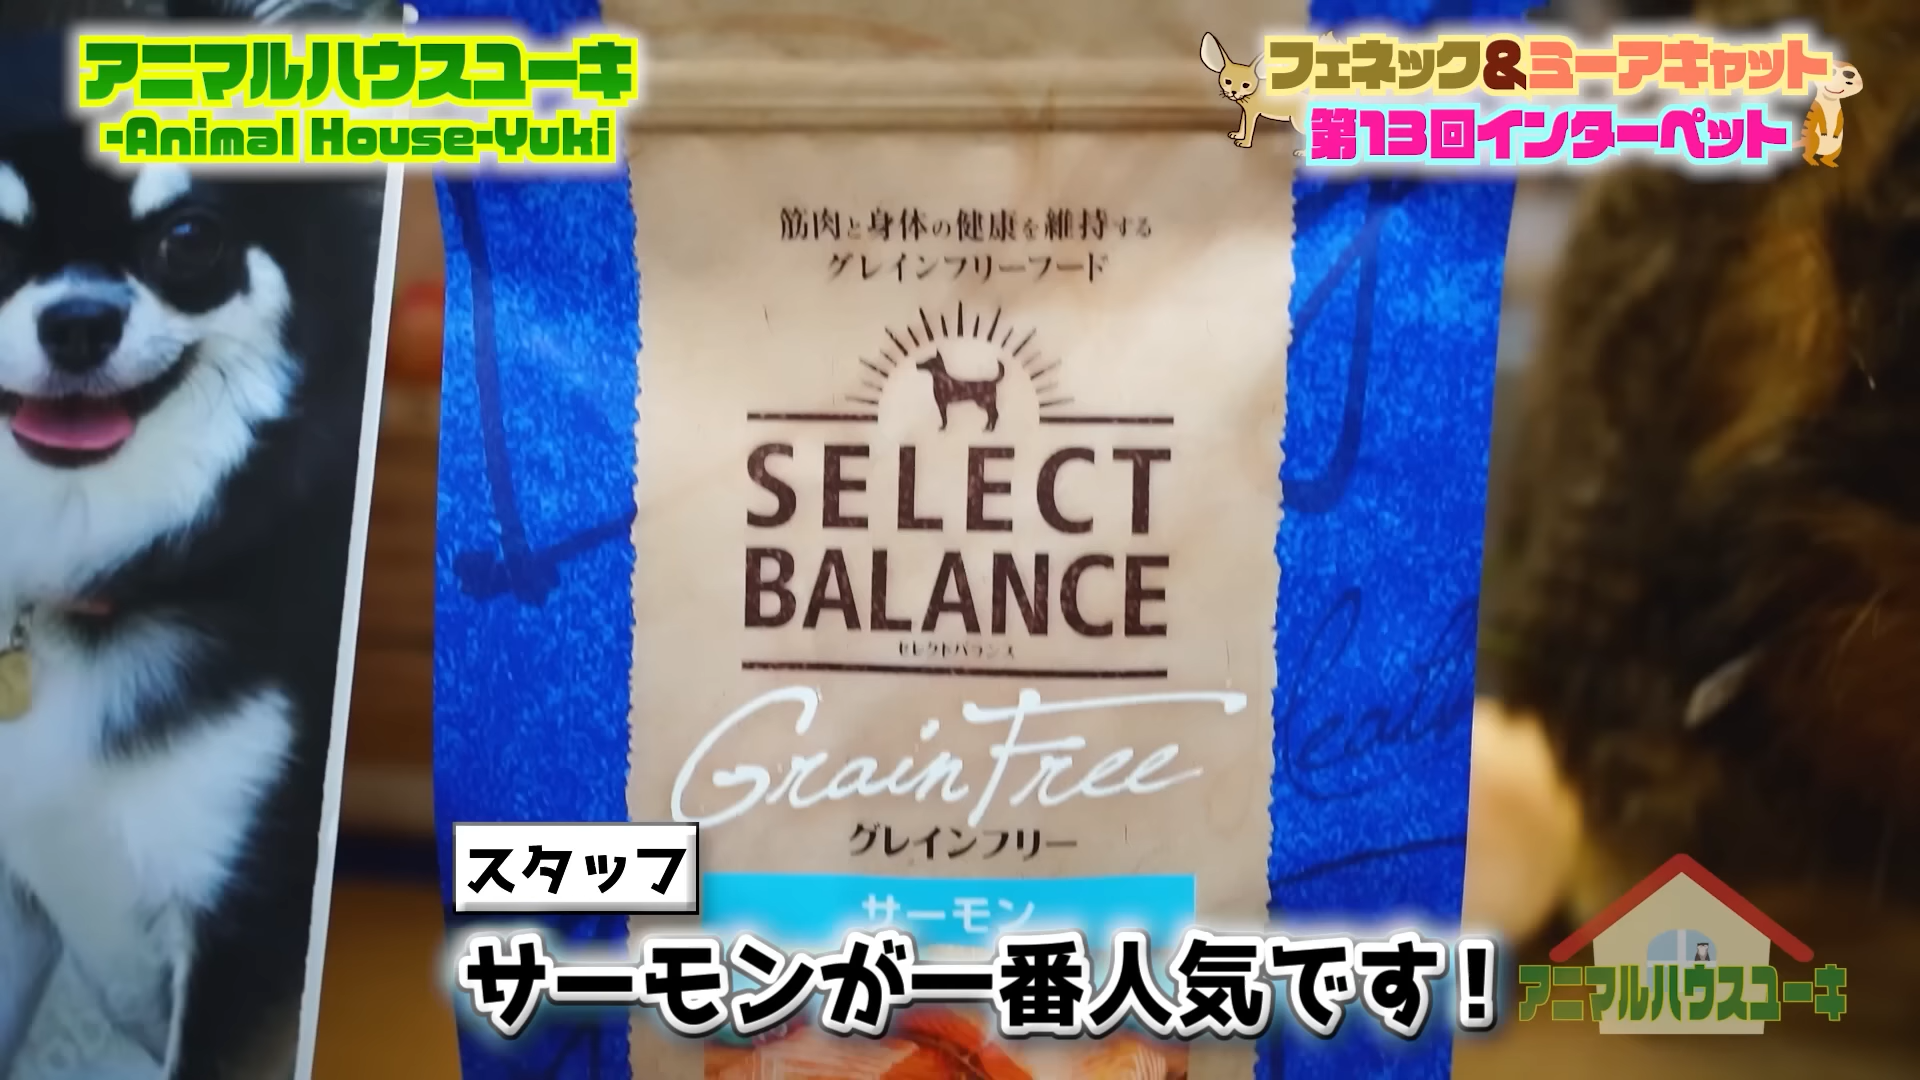 アニマルハウスユーキ
-Animal House-Yuki
フェネック&ミーアキャット
第13回インターペット
筋肉と身体の健康を維持する
グレインフリーフード
SELECT
BALANCE
セレクトバランス
Grain Free
グレインフリー
サーモン
スタッフ
サーモンが一番人気です!
アニマルハウスユーキ